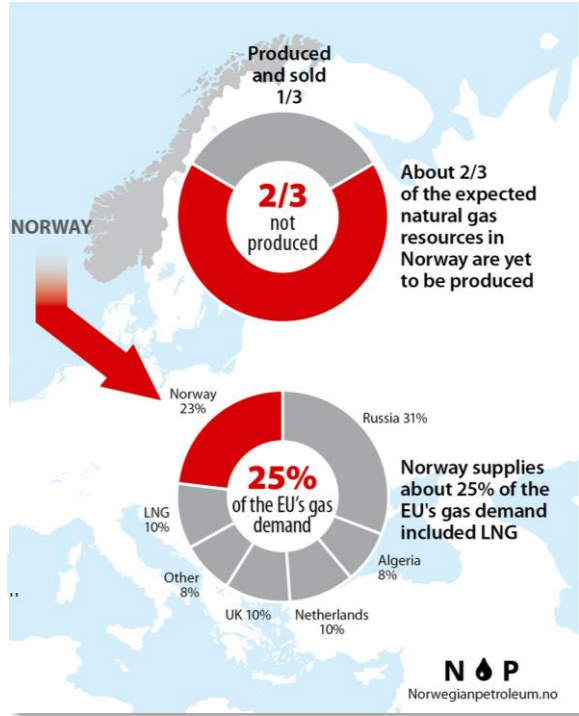 Produced
and sold
1/3
2/3
not
produced
About 2/3
of the expected
natural gas
resources in
Norway are yet
to be produced
NORWAY
Norway
23%
Russia 31%
25%
of the EU's gas
demand
Norway supplies
about 25% of the
EU's gas demand
included LNG
LNG
10%
Algeria
8%
Other
8%
UK 10%
Netherlands
10%
N P
Norwegianpetroleum.no